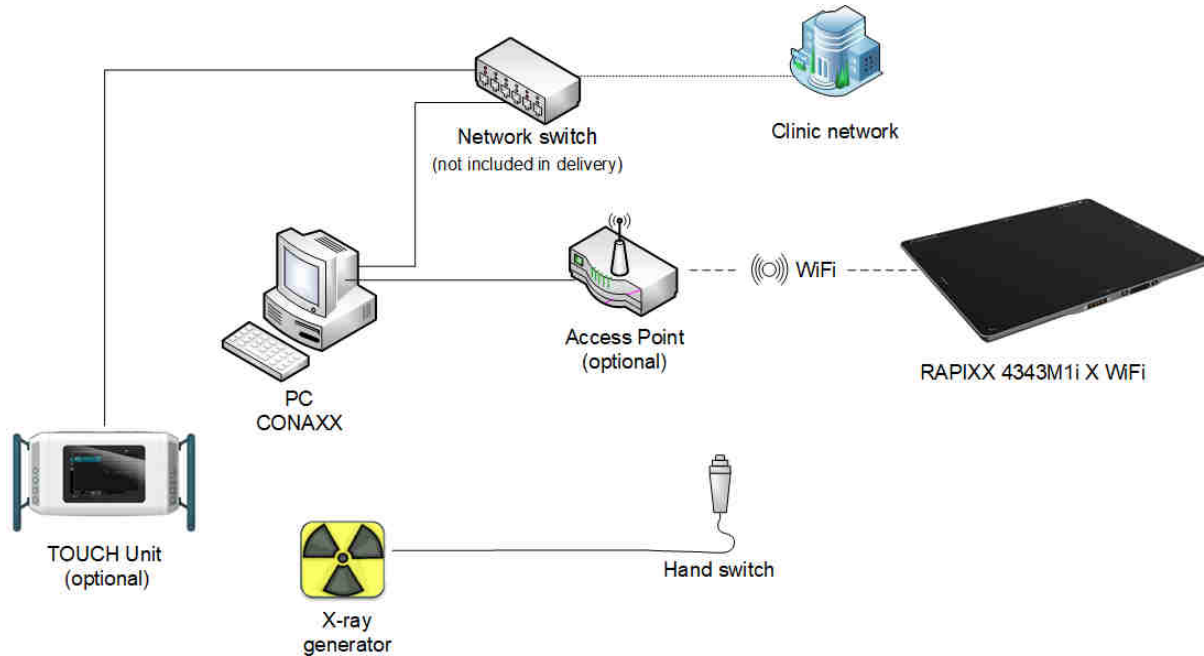 Network switch
(not included in delivery)
Clinic network
WiFi
Access Point
(optional)
RAPIXX 4343M1i X WiFi
PC
CONAXX
TOUCH Unit
(optional)
Hand switch
X-ray
generator